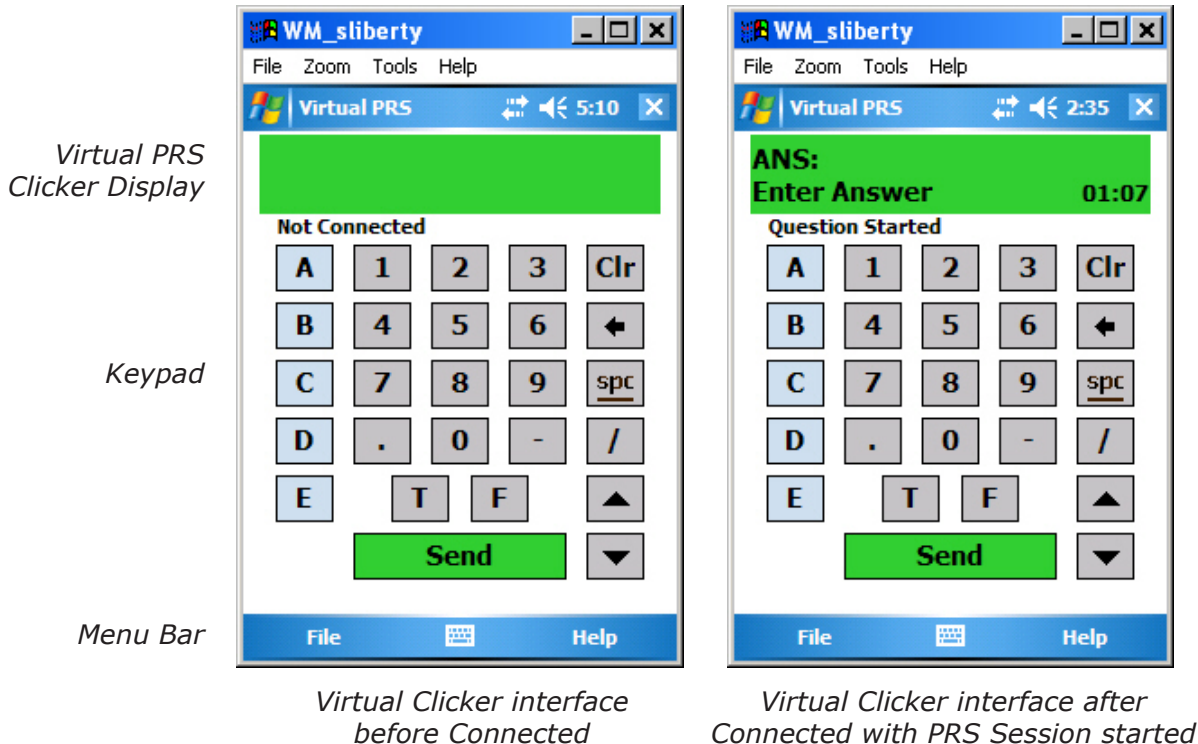 WM_sliberty
File Zoom Tools Help
Virtual PRS 5:10
Virtual PRS
Clicker Display
Not Connected
A 1 2 3 Clr
B 4 5 6
Keypad
C 7 8 9 spc
D . 0 - /
E T F
Send
Menu Bar
File Help
Virtual Clicker interface
before Connected
WM_sliberty
File Zoom Tools Help
Virtual PRS 2:35
ANS:
Enter Answer 01:07
Question Started
A 1 2 3 Clr
B 4 5 6
C 7 8 9 spc
D . 0 - /
E T F
Send
File Help
Virtual Clicker interface after
Connected with PRS Session started